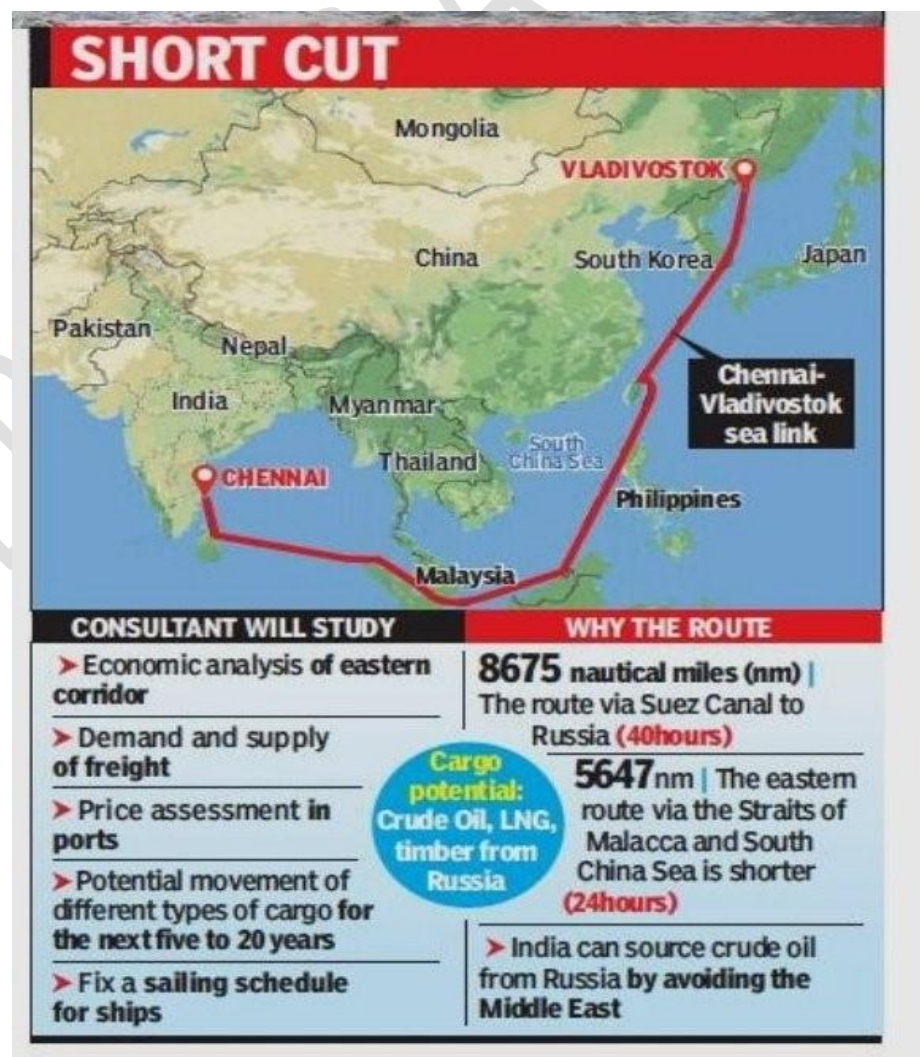 SHORT CUT
Mongolia
VLADIVOSTOK
China
South Korea
Japan
Pakistan
Nepal
India
Myanmar
Chennai-
Vladivostok
sea link
South
China Sea
Thailand
CHENNAI
Philippines
Malaysia
CONSULTANT WILL STUDY
➤ Economic analysis of eastern
corridor
➤ Demand and supply
of freight
➤ Price assessment in
ports
➤ Potential movement of
different types of cargo for
the next five to 20 years
➤ Fix a sailing schedule
for ships
Cargo
potential:
Crude Oil, LNG,
timber from
Russia
WHY THE ROUTE
8675 nautical miles (nm) |
The route via Suez Canal to
Russia (40hours)
5647nm | The eastern
route via the Straits of
Malacca and South
China Sea is shorter
(24hours)
➤ India can source crude oil
from Russia by avoiding the
Middle East